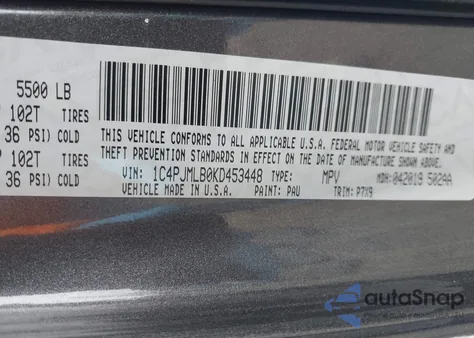 5500 LB
102T TIRES
36 PSI) COLD
102T TIRES
36 PSI) COLD
THIS VEHICLE CONFORMS TO ALL APPLICABLE U.S.A. FEDERAL MOTOR VEHICLE SAFETY AND
THEFT PREVENTION STANDARDS IN EFFECT ON THE DATE OF MANUFACTURE SHOWN ABOVE.
VIN: 1C4PJMLB0KD453448 TYPE: MPV MDH: 042019 502AA
VEHICLE MADE IN U.S.A. PAINT: PAU TRIM: P7X9
autoSnap